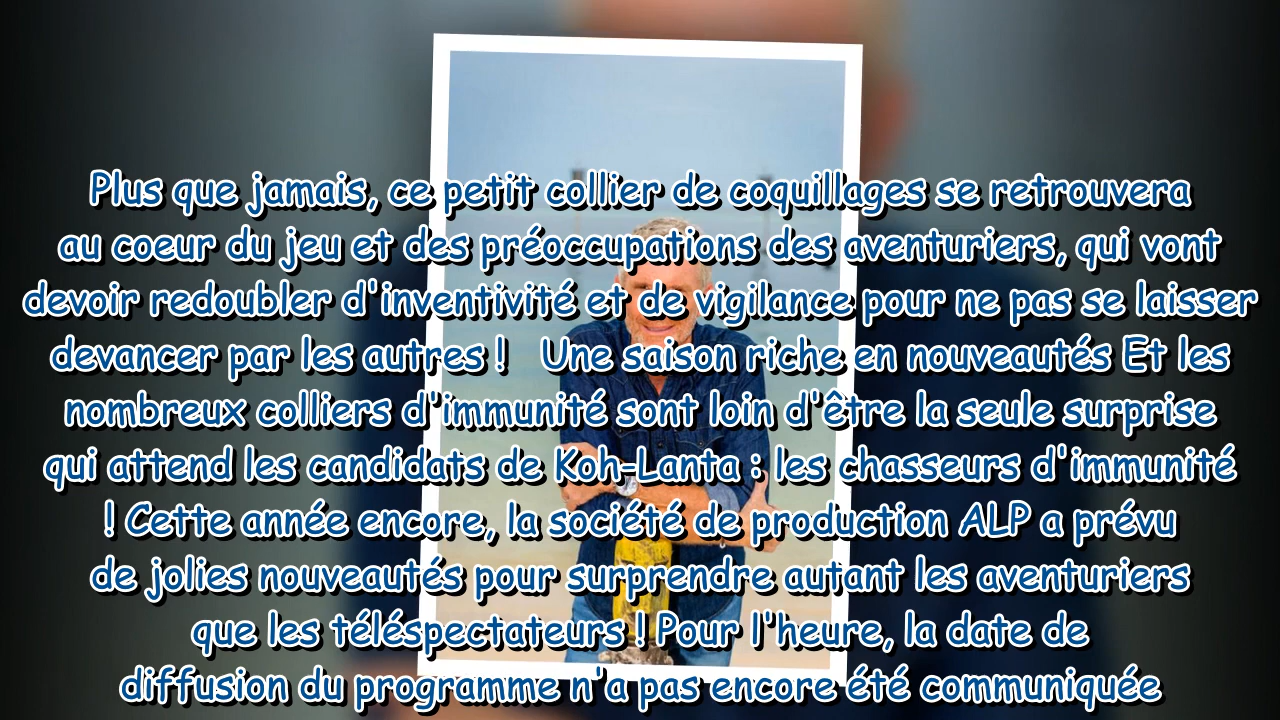 Plus que jamais, ce petit collier de coquillages se retrouvera
au coeur du jeu et des préoccupations des aventuriers, qui vont
devoir redoubler d'inventivité et de vigilance pour ne pas se laisser
devancer par les autres ! Une saison riche en nouveautés Et les
nombreux colliers d'immunité sont loin d'être la seule surprise
qui attend les candidats de Koh-Lanta : les chasseurs d'immunité
! Cette année encore, la société de production ALP a prévu
de jolies nouveautés pour surprendre autant les aventuriers
que les téléspectateurs ! Pour l'heure, la date de
diffusion du programme n'a pas encore été communiquée